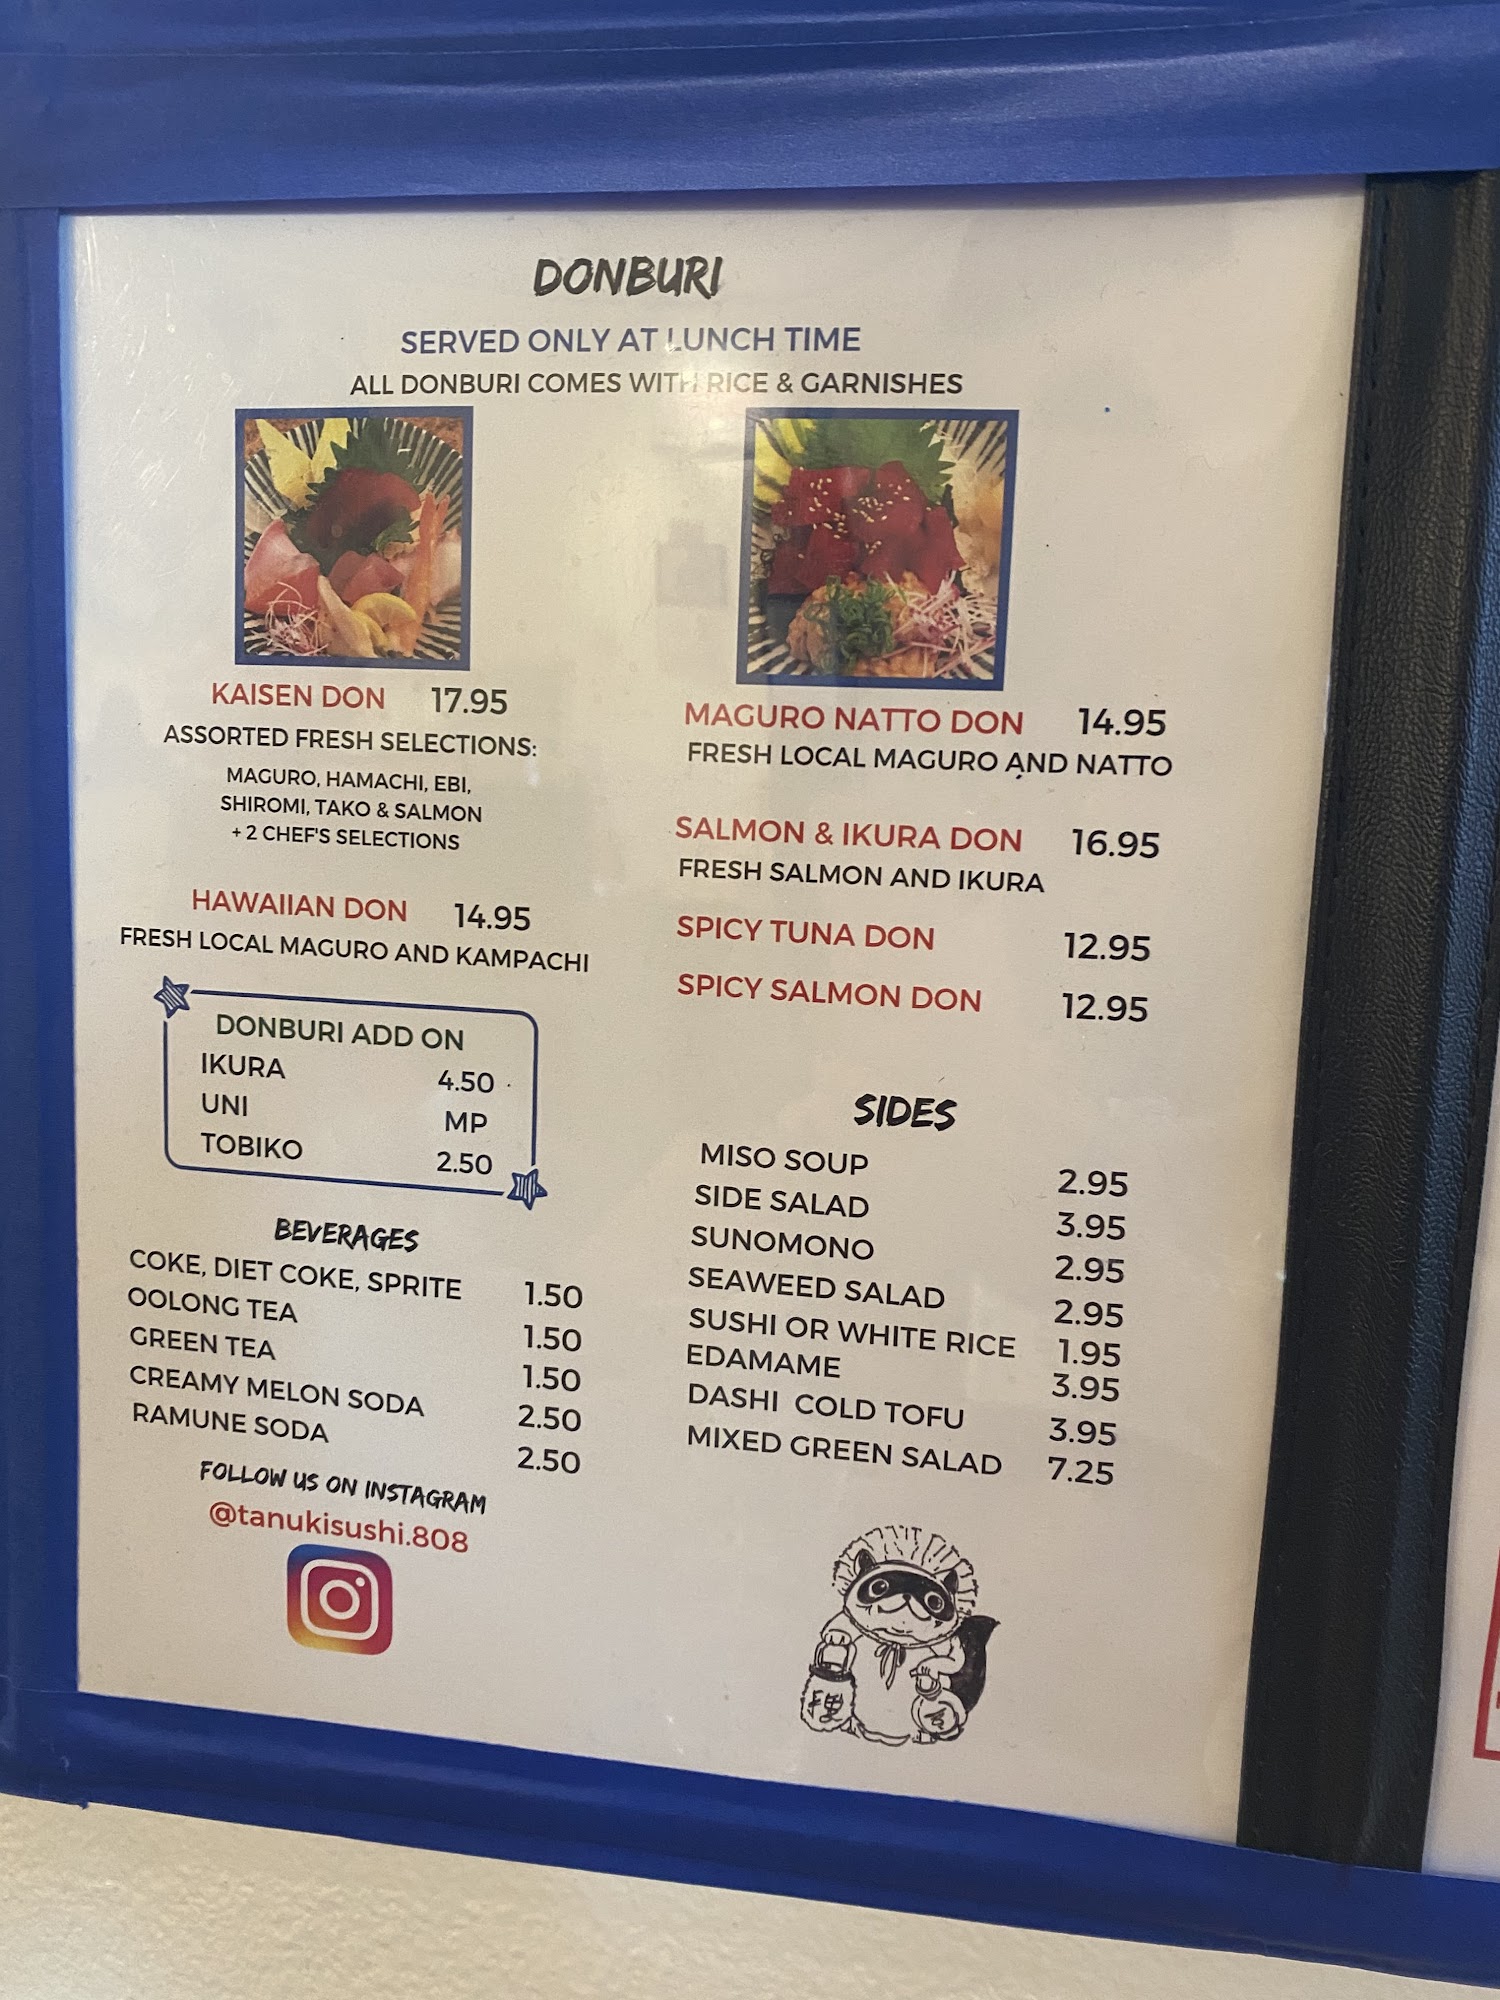 DONBURI
SERVED ONLY AT LUNCH TIME
ALL DONBURI COMES WITH RICE & GARNISHES
KAISEN DON 17.95
ASSORTED FRESH SELECTIONS:
MAGURO, HAMACHI, EBI,
SHIROMI, TAKO & SALMON
+ 2 CHEF'S SELECTIONS
HAWAIIAN DON 14.95
FRESH LOCAL MAGURO AND KAMPACHI
DONBURI ADD ON
IKURA 4.50
UNI MP
TOBIKO 2.50
BEVERAGES
COKE, DIET COKE, SPRITE 1.50
OOLONG TEA 1.50
GREEN TEA 1.50
CREAMY MELON SODA 2.50
RAMUNE SODA 2.50
FOLLOW US ON INSTAGRAM
@tanukisushi.808
MAGURO NATTO DON 14.95
FRESH LOCAL MAGURO AND NATTO
SALMON & IKURA DON 16.95
FRESH SALMON AND IKURA
SPICY TUNA DON 12.95
SPICY SALMON DON 12.95
SIDES
MISO SOUP 2.95
SIDE SALAD 3.95
SUNOMONO 2.95
SEAWEED SALAD 2.95
SUSHI OR WHITE RICE 1.95
EDAMAME 3.95
DASHI COLD TOFU 3.95
MIXED GREEN SALAD 7.25